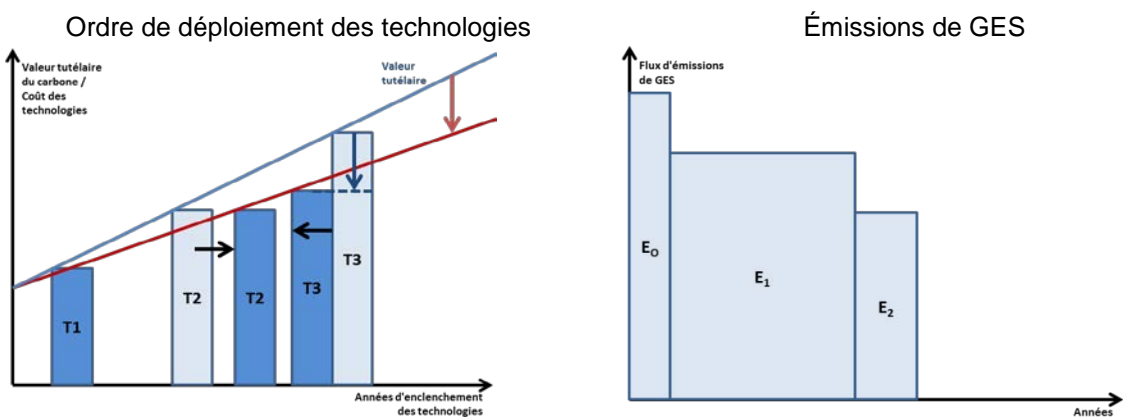 Ordre de déploiement des technologies
Valeur tutélaire
du carbone /
Coût des
technologies
Valeur
tutélaire
T1
T2
T2
T3
T3
Années d'enclenchement
des technologies
Émissions de GES
Flux d'émissions
de GES
E₀
E₁
E₂
Années